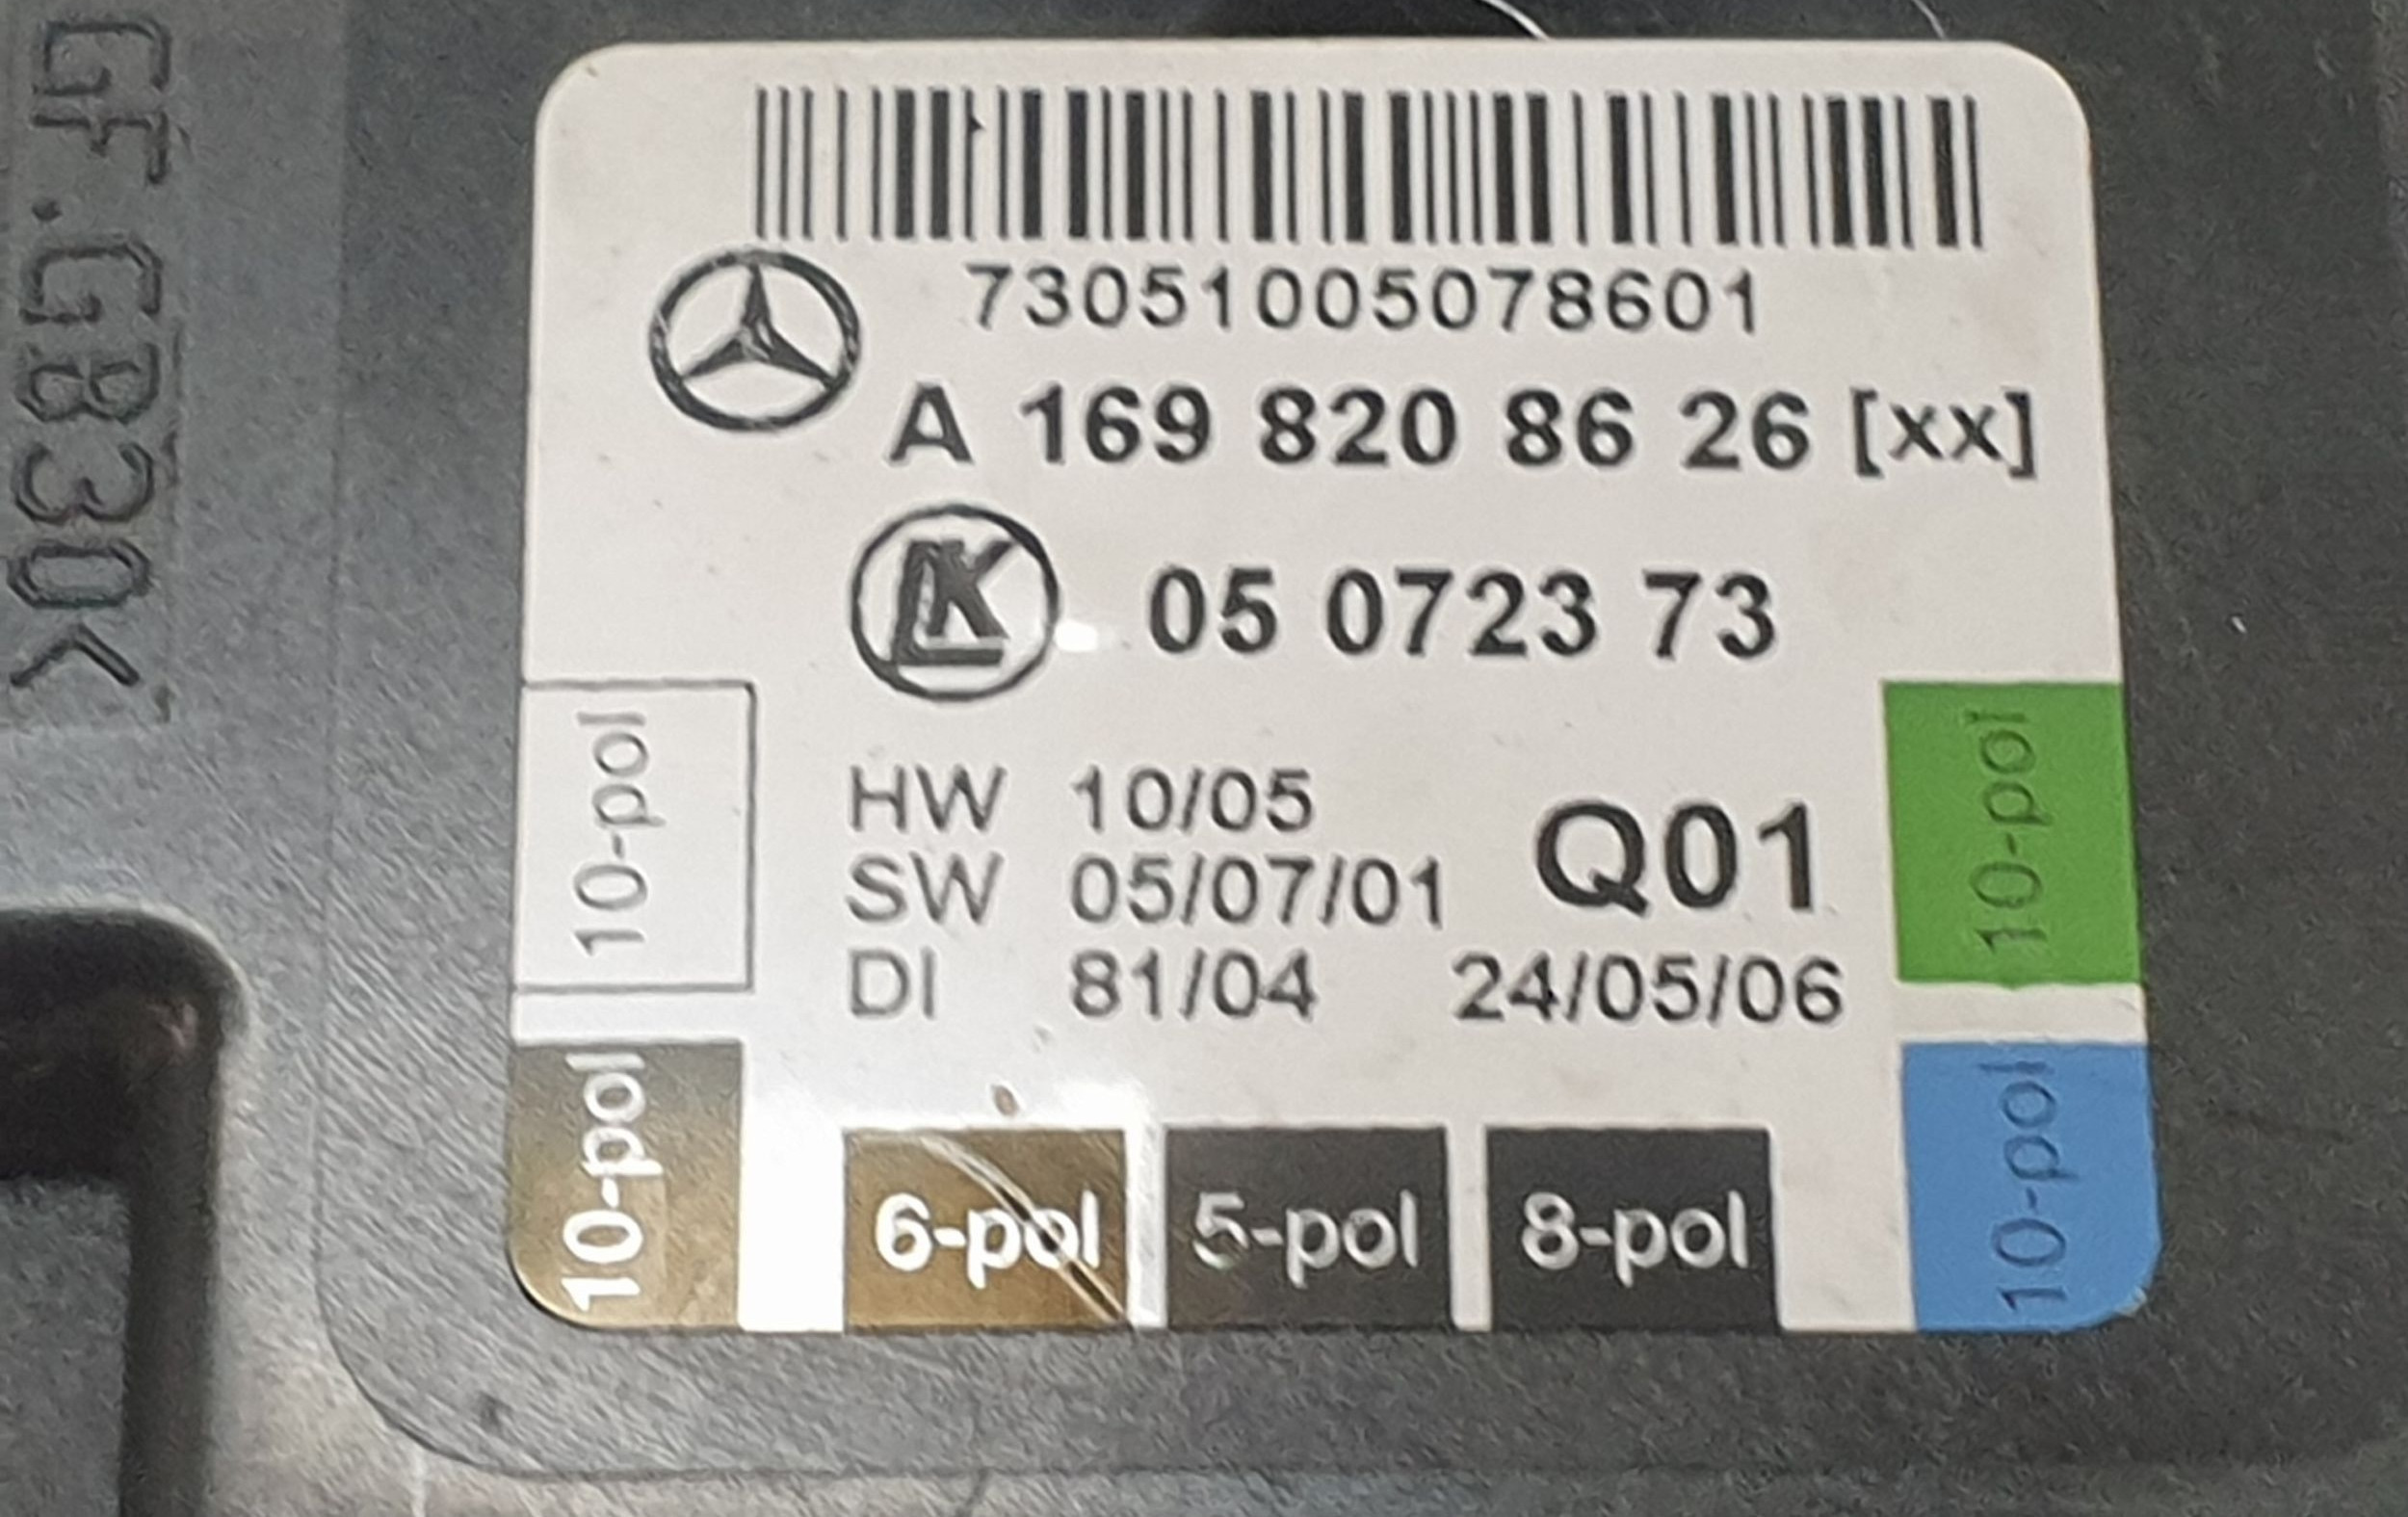 GF.GB30<
73051005078601
A 169 820 86 26 [xx]
LK 05 0723 73
HW 10/05
SW 05/07/01 Q01
DI 81/04 24/05/06
10-pol
10-pol
6-pol
5-pol
8-pol
10-pol
10-pol